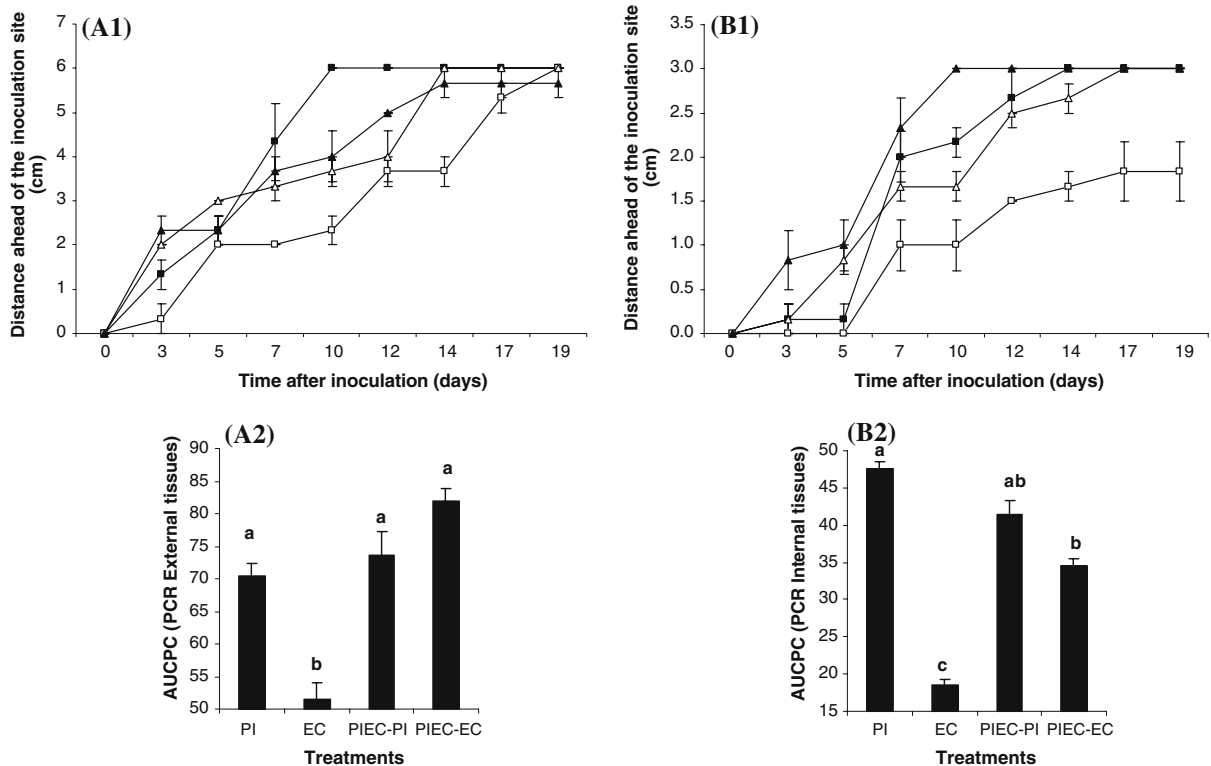 (A1)
Distance ahead of the inoculation site
(cm)
7
6
5
4
3
2
1
0
0 3 5 7 10 12 14 17 19
Time after inoculation (days)
(B1)
Distance ahead of the inoculation site
(cm)
3.5
3.0
2.5
2.0
1.5
1.0
0.5
0.0
0 3 5 7 10 12 14 17 19
Time after inoculation (days)
(A2)
AUCPC (PCR External tissues)
90
85
80
75
70
65
60
55
50
a
b
a
a
PI EC PIEC-PI PIEC-EC
Treatments
(B2)
AUCPC (PCR Internal tissues)
50
45
40
35
30
25
20
15
a
c
ab
b
PI EC PIEC-PI PIEC-EC
Treatments